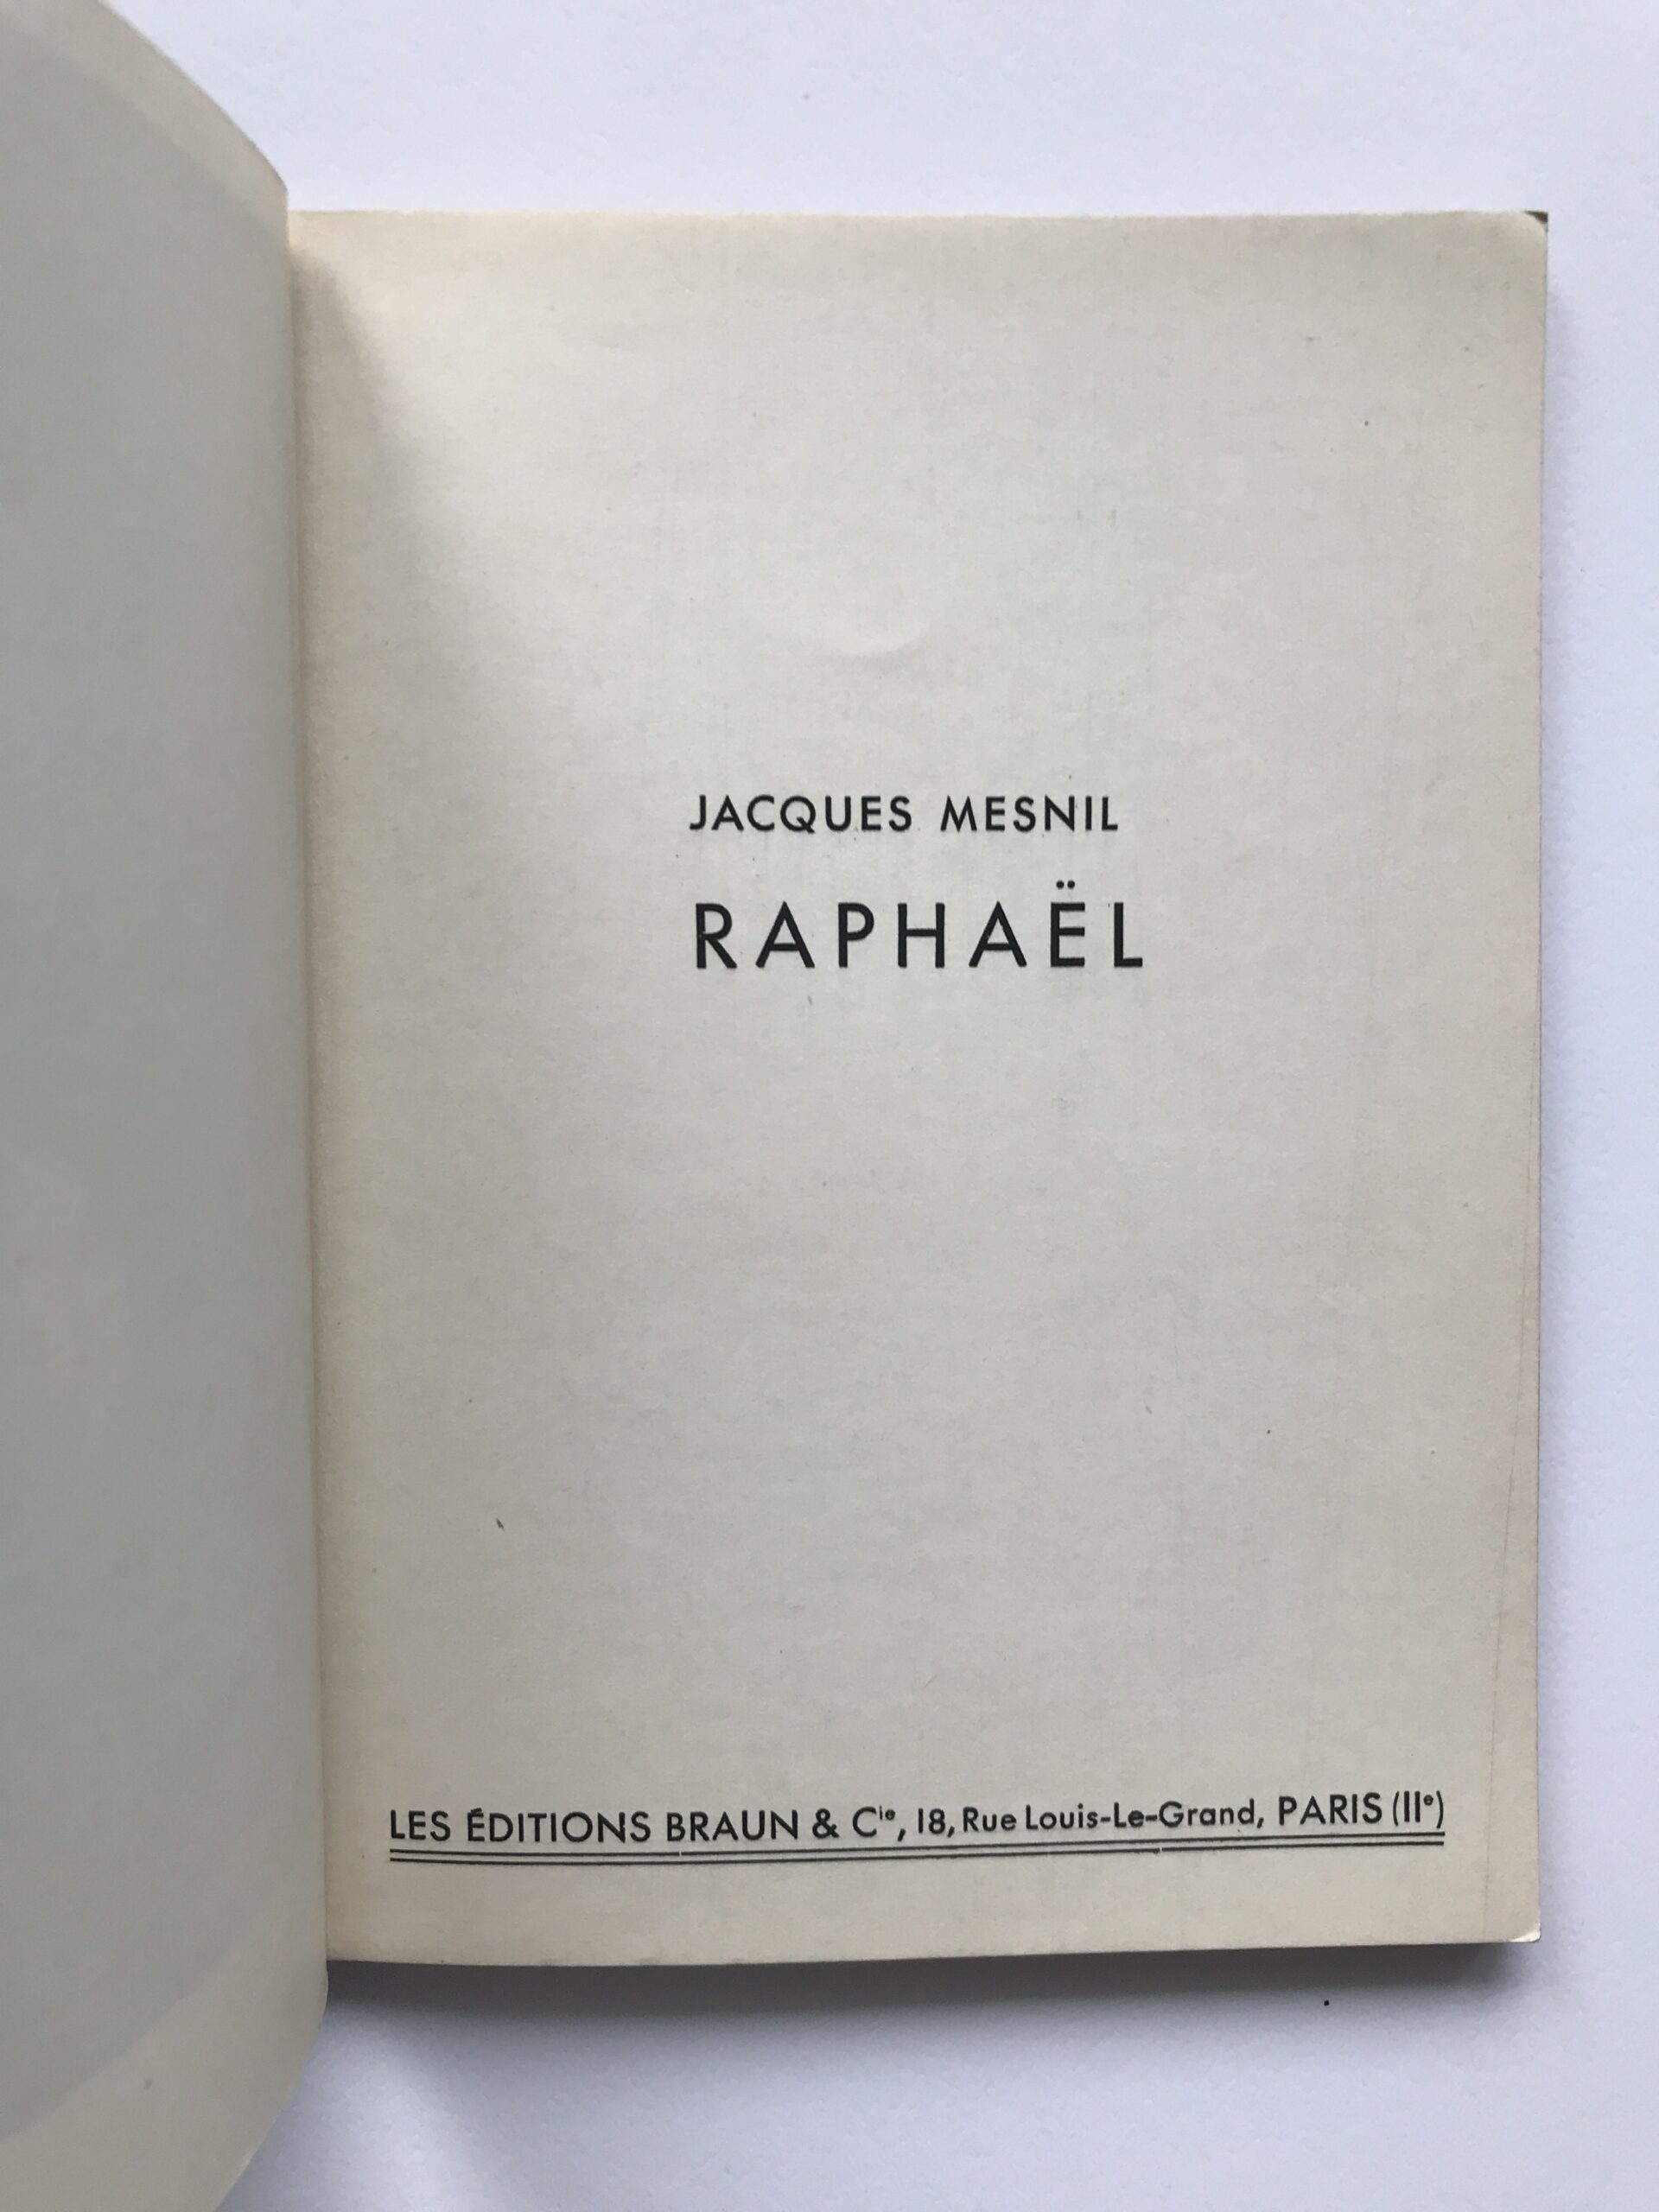 JACQUES MESNIL
RAPHAËL
LES ÉDITIONS BRAUN & Cie, 18, Rue Louis-Le-Grand, PARIS (IIe)